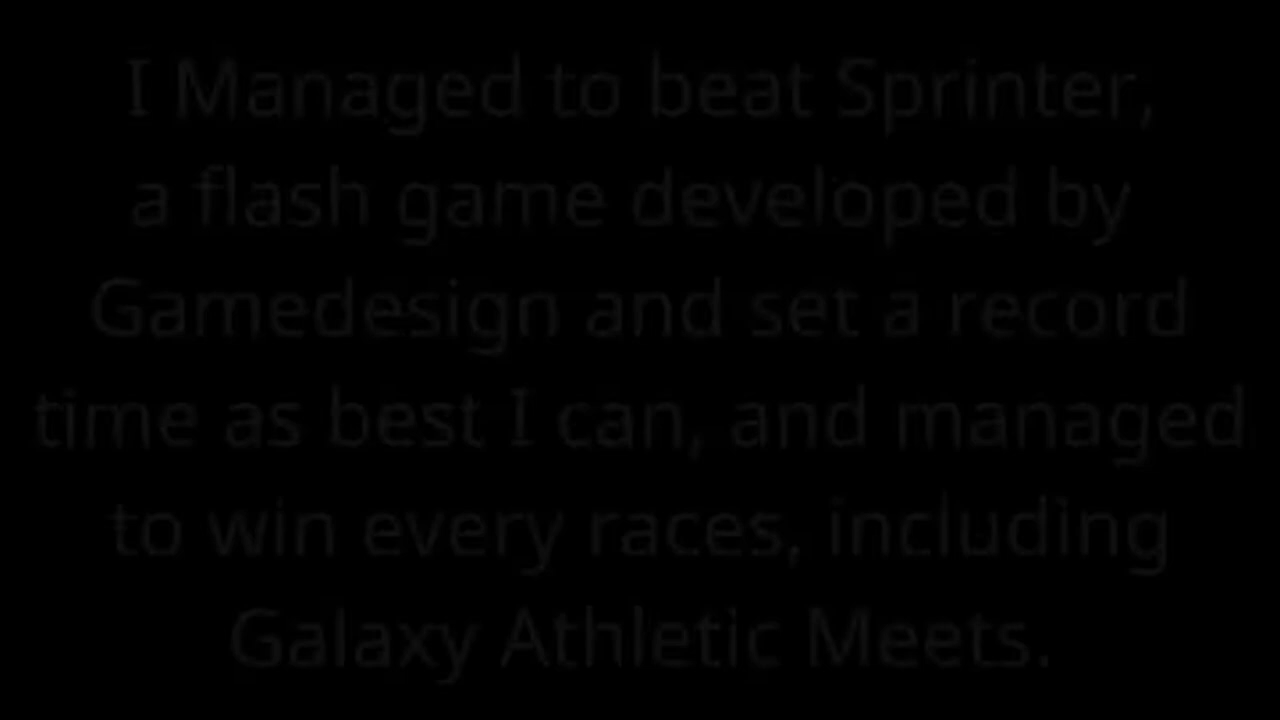 I Managed to beat Sprinter,
a flash game developed by
Gamedesign and set a record
time as best I can, and managed
to win every races, including
Galaxy Athletic Meets.